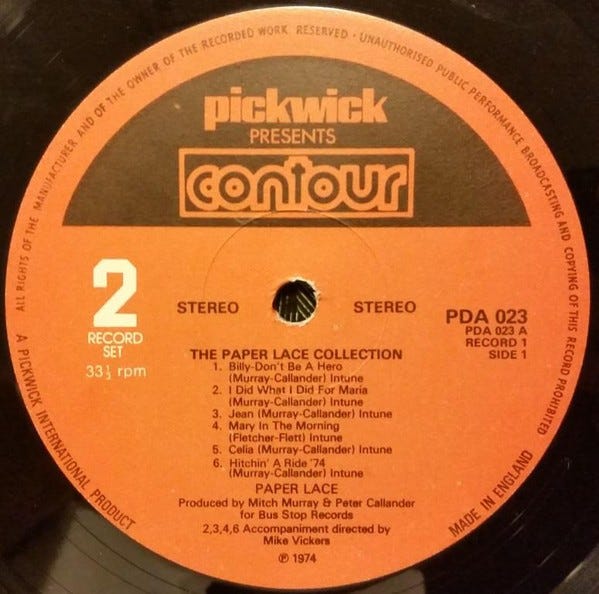 ALL RIGHTS OF THE MANUFACTURER AND OF THE OWNER OF THE RECORDED WORK RESERVED · UNAUTHORISED PUBLIC PERFORMANCE BROADCASTING AND COPYING OF THIS RECORD PROHIBITED
pickwick
PRESENTS
contour
2
RECORD
SET
33⅓ rpm
STEREO STEREO
PDA 023
PDA 023 A
RECORD 1
SIDE 1
THE PAPER LACE COLLECTION
1. Billy-Don't Be A Hero
(Murray-Callander) Intune
2. I Did What I Did For Maria
(Murray-Callander) Intune
3. Jean (Murray-Callander) Intune
4. Mary In The Morning
(Fletcher-Flett) Intune
5. Celia (Murray-Callander) Intune
6. Hitchin' A Ride '74
(Murray-Callander) Intune
PAPER LACE
Produced by Mitch Murray & Peter Callander
for Bus Stop Records
2,3,4,6 Accompaniment directed by
Mike Vickers
℗ 1974
A PICKWICK INTERNATIONAL PRODUCT
MADE IN ENGLAND